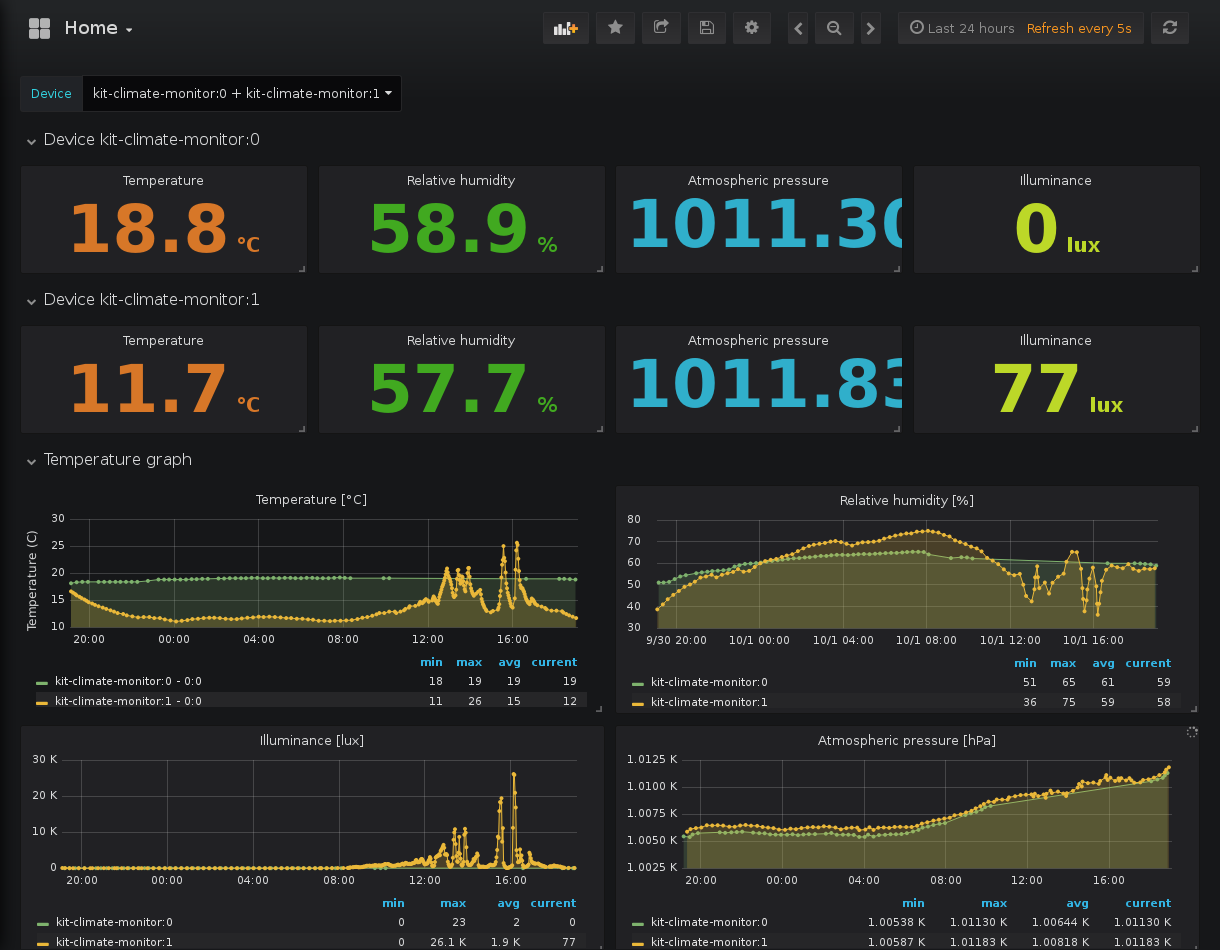 Home
Last 24 hours Refresh every 5s
Device kit-climate-monitor:0 + kit-climate-monitor:1
Device kit-climate-monitor:0
Temperature Relative humidity Atmospheric pressure Illuminance
18.8 °C 58.9 % 1011.30 0 lux
Device kit-climate-monitor:1
Temperature Relative humidity Atmospheric pressure Illuminance
11.7 °C 57.7 % 1011.83 77 lux
Temperature graph
Temperature [°C]
Temperature (C)
30
25
20
15
10
20:00 00:00 04:00 08:00 12:00 16:00
min max avg current
kit-climate-monitor:0 - 0:0 18 19 19 19
kit-climate-monitor:1 - 0:0 11 26 15 12
Relative humidity [%]
80
70
60
50
40
30
9/30 20:00 10/1 00:00 10/1 04:00 10/1 08:00 10/1 12:00 10/1 16:00
min max avg current
kit-climate-monitor:0 51 65 61 59
kit-climate-monitor:1 36 75 59 58
Illuminance [lux]
30 K
20 K
10 K
0
20:00 00:00 04:00 08:00 12:00 16:00
min max avg current
kit-climate-monitor:0 0 23 2 0
kit-climate-monitor:1 0 26.1 K 1.9 K 77
Atmospheric pressure [hPa]
1.0125 K
1.0100 K
1.0075 K
1.0050 K
1.0025 K
20:00 00:00 04:00 08:00 12:00 16:00
min max avg current
kit-climate-monitor:0 1.00538 K 1.01130 K 1.00644 K 1.01130 K
kit-climate-monitor:1 1.00587 K 1.01183 K 1.00818 K 1.01183 K